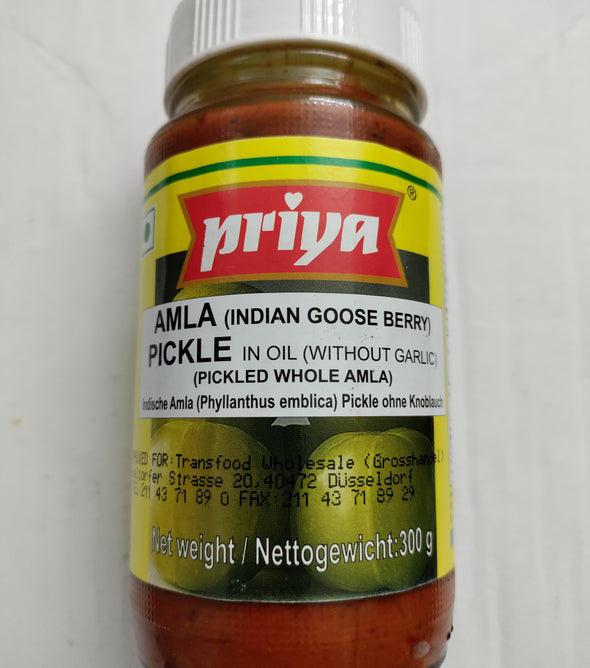 priya
®
AMLA (INDIAN GOOSE BERRY)
PICKLE IN OIL (WITHOUT GARLIC)
(PICKLED WHOLE AMLA)
Indische Amla (Phyllanthus emblica) Pickle ohne Knoblauch
FOR:Transfood Wholesale (Grosshandel)
Strasse 20,40472 Düsseldorf
211 43 71 89 0 FAX:211 43 71 89 29
Net weight / Nettogewicht:300 g